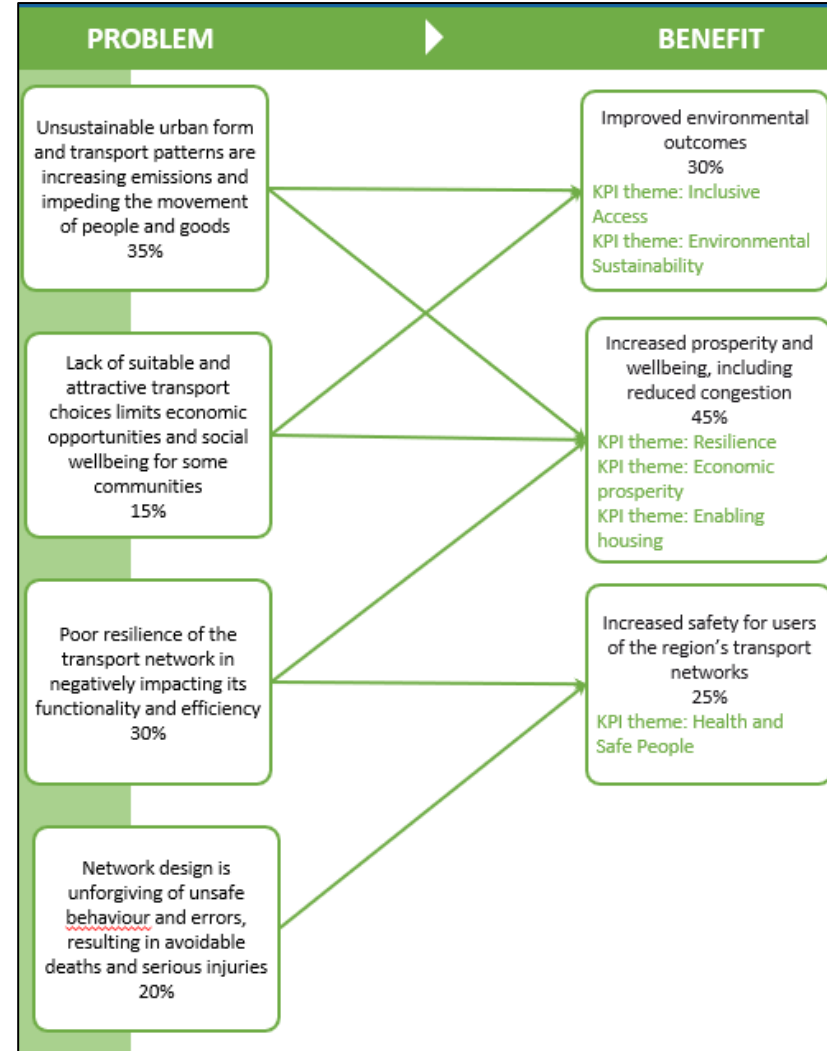 PROBLEM
BENEFIT
Unsustainable urban form
and transport patterns are
increasing emissions and
impeding the movement
of people and goods
35%
Lack of suitable and
attractive transport
choices limits economic
opportunities and social
wellbeing for some
communities
15%
Poor resilience of the
transport network in
negatively impacting its
functionality and efficiency
30%
Network design is
unforgiving of unsafe
behaviour and errors,
resulting in avoidable
deaths and serious injuries
20%
Improved environmental
outcomes
30%
KPI theme: Inclusive
Access
KPI theme: Environmental
Sustainability
Increased prosperity and
wellbeing, including
reduced congestion
45%
KPI theme: Resilience
KPI theme: Economic
prosperity
KPI theme: Enabling
housing
Increased safety for users
of the region's transport
networks
25%
KPI theme: Health and
Safe People